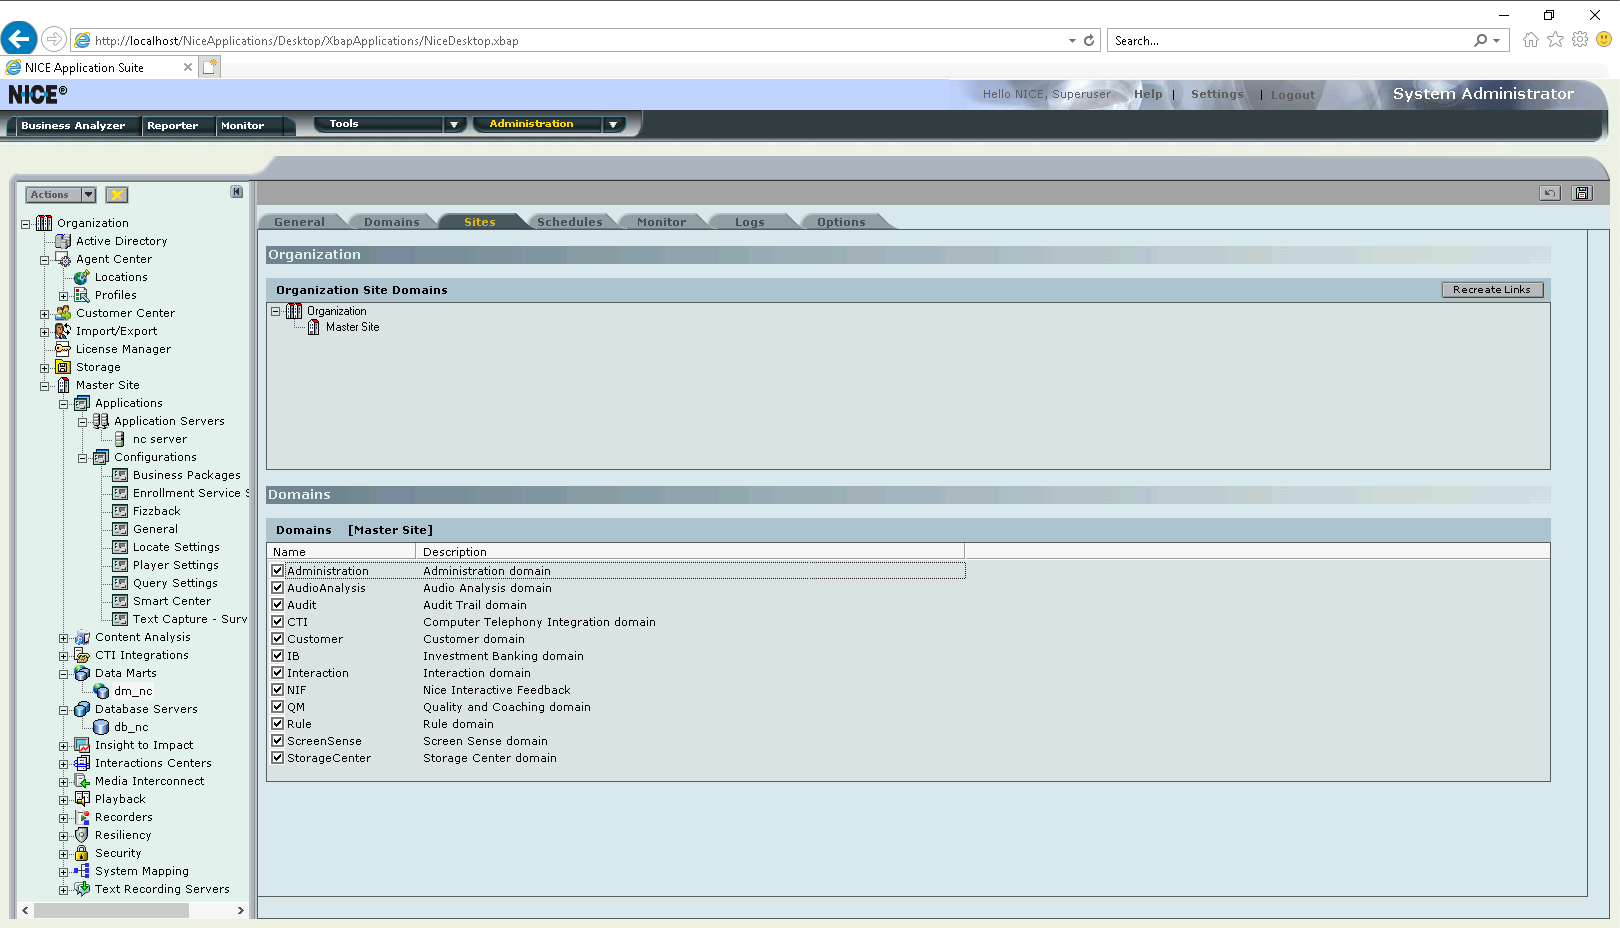 http://localhost/NiceApplications/Desktop/XbapApplications/NiceDesktop.xbap
Search...
NICE Application Suite
NICE®
Hello NICE, Superuser
Help | Settings | Logout
System Administrator
Business Analyzer
Reporter
Monitor
Tools
Administration
Actions
Organization
Active Directory
Agent Center
Locations
Profiles
Customer Center
Import/Export
License Manager
Storage
Master Site
Applications
Application Servers
nc server
Configurations
Business Packages
Enrollment Service S
Fizzback
General
Locate Settings
Player Settings
Query Settings
Smart Center
Text Capture - Surv
Content Analysis
CTI Integrations
Data Marts
dm_nc
Database Servers
db_nc
Insight to Impact
Interactions Centers
Media Interconnect
Playback
Recorders
Resiliency
Security
System Mapping
Text Recording Servers
General
Domains
Sites
Schedules
Monitor
Logs
Options
Organization
Organization Site Domains
Recreate Links
Organization
Master Site
Domains
Domains [Master Site]
Name Description
Administration Administration domain
AudioAnalysis Audio Analysis domain
Audit Audit Trail domain
CTI Computer Telephony Integration domain
Customer Customer domain
IB Investment Banking domain
Interaction Interaction domain
NIF Nice Interactive Feedback
QM Quality and Coaching domain
Rule Rule domain
ScreenSense Screen Sense domain
StorageCenter Storage Center domain